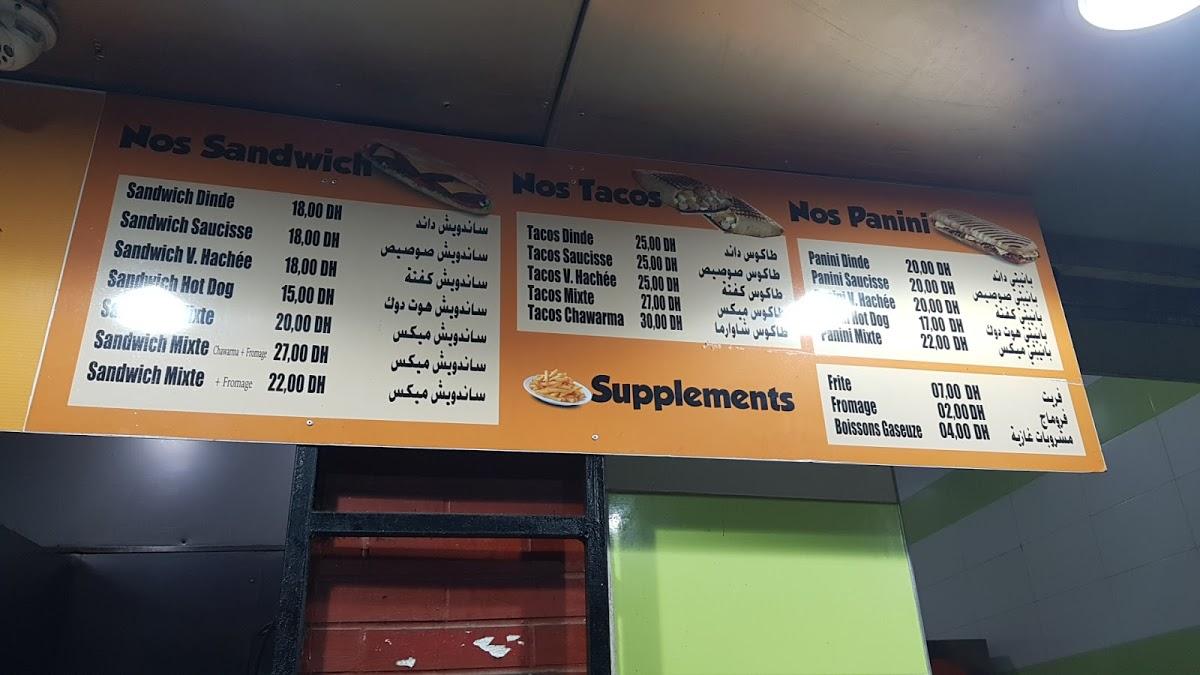 Nos Sandwich
Sandwich Dinde 18,00 DH ساندويش داند
Sandwich Saucisse 18,00 DH ساندويش صوصيص
Sandwich V. Hachée 18,00 DH ساندويش كفتة
Sandwich Hot Dog 15,00 DH ساندويش هوت دوك
20,00 DH ساندويش ميكس
Sandwich Mixte Chawarma + Fromage 27,00 DH ساندويش ميكس
Sandwich Mixte + Fromage 22,00 DH ساندويش ميكس
Nos Tacos
Tacos Dinde 25,00 DH طاكوس داند
Tacos Saucisse 25,00 DH طاكوس صوصيص
Tacos V. Hachée 25,00 DH طاكوس كفتة
Tacos Mixte 27,00 DH طاكوس ميكس
Tacos Chawarma 30,00 DH طاكوس شاوارما
Nos Panini
Panini Dinde 20,00 DH بانيني داند
Panini Saucisse 20,00 DH بانيني صوصيص
V. Hachée 20,00 DH بانيني كفتة
Hot Dog 17,00 DH بانيني هوت دوك
Panini Mixte 22,00 DH بانيني ميكس
Supplements
Frite 07,00 DH فريت
Fromage 02,00 DH فروماج
Boissons Gaseuze 04,00 DH مسروبات غازية